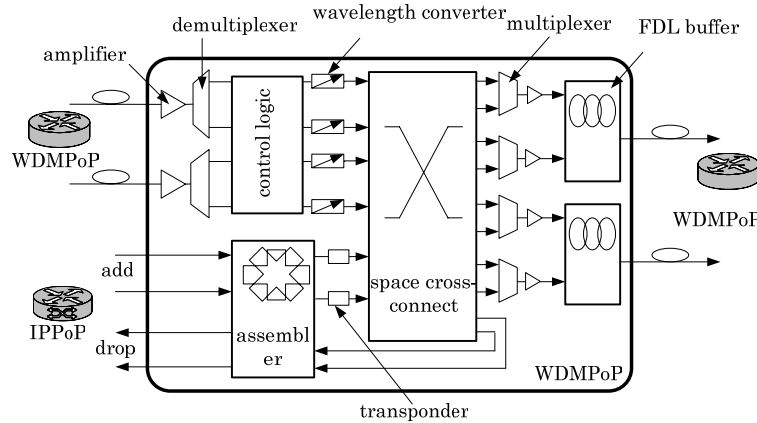 wavelength converter
demultiplexer
multiplexer
FDL buffer
amplifier
control logic
WDMPoP
WDMPoP
add
space cross-
connect
IPPoP
assembl
er
drop
WDMPoP
transponder